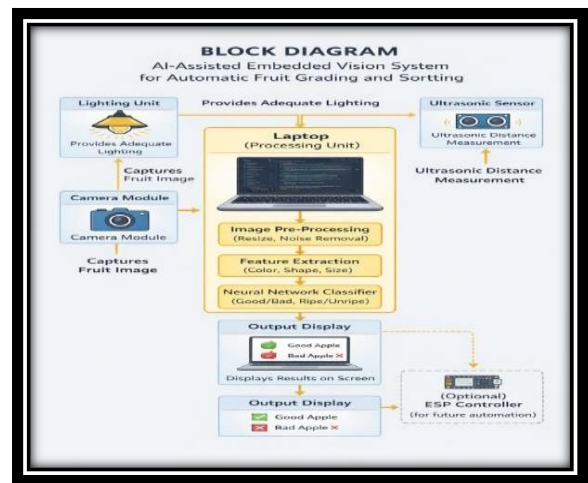 BLOCK DIAGRAM
AI-Assisted Embedded Vision System
for Automatic Fruit Grading and Sortting
Lighting Unit
Provides Adequate
Lighting
Provides Adequate Lighting
Ultrasonic Sensor
Ultrasonic Distance
Measurement
Ultrasonic Distance
Measurement
Laptop
(Processing Unit)
Captures
Fruit Image
Camera Module
Camera Module
Captures
Fruit Image
Image Pre-Processing
(Resize, Noise Removal)
Feature Extraction
(Color, Shape, Size)
Neural Network Classifier
(Good/Bad, Ripe/Unripe)
Output Display
Good Apple
Bad Apple ×
Displays Results on Screen
Output Display
Good Apple
Bad Apple ×
(Optional)
ESP Controller
(for future automation)